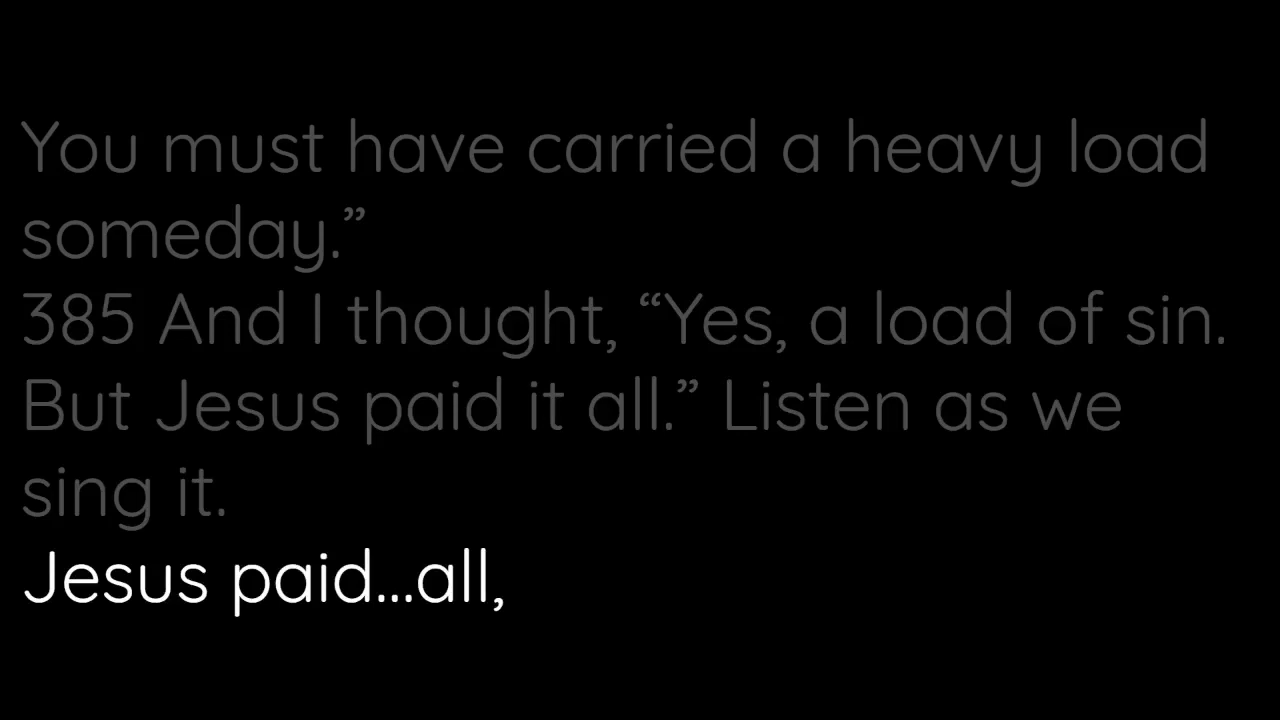 You must have carried a heavy load
someday.”
385 And I thought, “Yes, a load of sin.
But Jesus paid it all.” Listen as we
sing it.
Jesus paid...all,